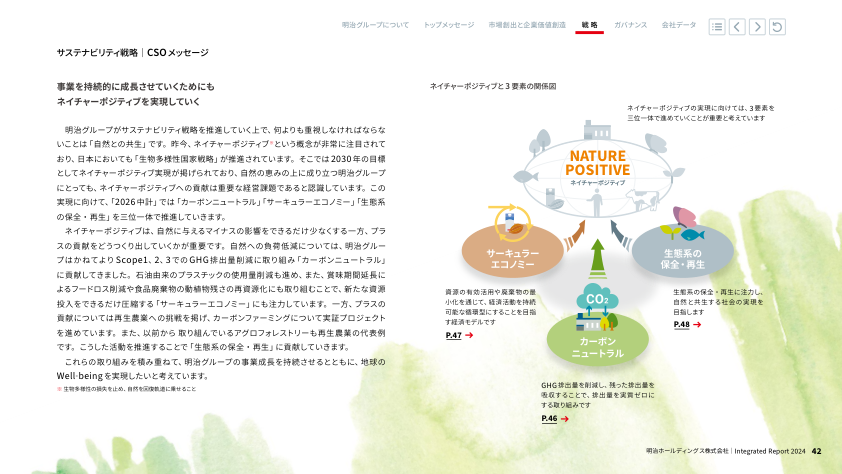 明治グループについて　トップメッセージ　市場創出と企業価値創造　戦 略　ガバナンス　会社データ
サステナビリティ戦略｜CSOメッセージ
事業を持続的に成長させていくためにも
ネイチャーポジティブを実現していく
明治グループがサステナビリティ戦略を推進していく上で、何よりも重視しなければならな
いことは「自然との共生」です。昨今、ネイチャーポジティブ※という概念が非常に注目されて
おり、日本においても「生物多様性国家戦略」が推進されています。そこでは2030年の目標
としてネイチャーポジティブ実現が掲げられており、自然の恵みの上に成り立つ明治グループ
にとっても、ネイチャーポジティブへの貢献は重要な経営課題であると認識しています。この
実現に向けて、「2026中計」では「カーボンニュートラル」「サーキュラーエコノミー」「生態系
の保全・再生」を三位一体で推進していきます。
ネイチャーポジティブは、自然に与えるマイナスの影響をできるだけ少なくする一方、プラ
スの貢献をどうつくり出していくかが重要です。自然への負荷低減については、明治グルー
プはかねてよりScope1、2、3でのGHG排出量削減に取り組み「カーボンニュートラル」
に貢献してきました。石油由来のプラスチックの使用量削減も進め、また、賞味期間延長に
よるフードロス削減や食品廃棄物の動植物残さの再資源化にも取り組むことで、新たな資源
投入をできるだけ圧縮する「サーキュラーエコノミー」にも注力しています。一方、プラスの
貢献については再生農業への挑戦を掲げ、カーボンファーミングについて実証プロジェクト
を進めています。また、以前から取り組んでいるアグロフォレストリーも再生農業の代表例
です。こうした活動を推進することで「生態系の保全・再生」に貢献していきます。
これらの取り組みを積み重ねて、明治グループの事業成長を持続させるとともに、地球の
Well-beingを実現したいと考えています。
※ 生物多様性の損失を止め、自然を回復軌道に乗せること
ネイチャーポジティブと3要素の関係図
ネイチャーポジティブの実現に向けては、3要素を
三位一体で進めていくことが重要と考えています
NATURE
POSITIVE
ネイチャーポジティブ
サーキュラー
エコノミー
資源の有効活用や廃棄物の最
小化を通じて、経済活動を持続
可能な循環型にすることを目指
す経済モデルです
P.47
生態系の
保全・再生
生態系の保全・再生に注力し、
自然と共生する社会の実現を
目指します
P.48
CO₂
カーボン
ニュートラル
GHG排出量を削減し、残った排出量を
吸収することで、排出量を実質ゼロに
する取り組みです
P.46
明治ホールディングス株式会社｜Integrated Report 2024　42